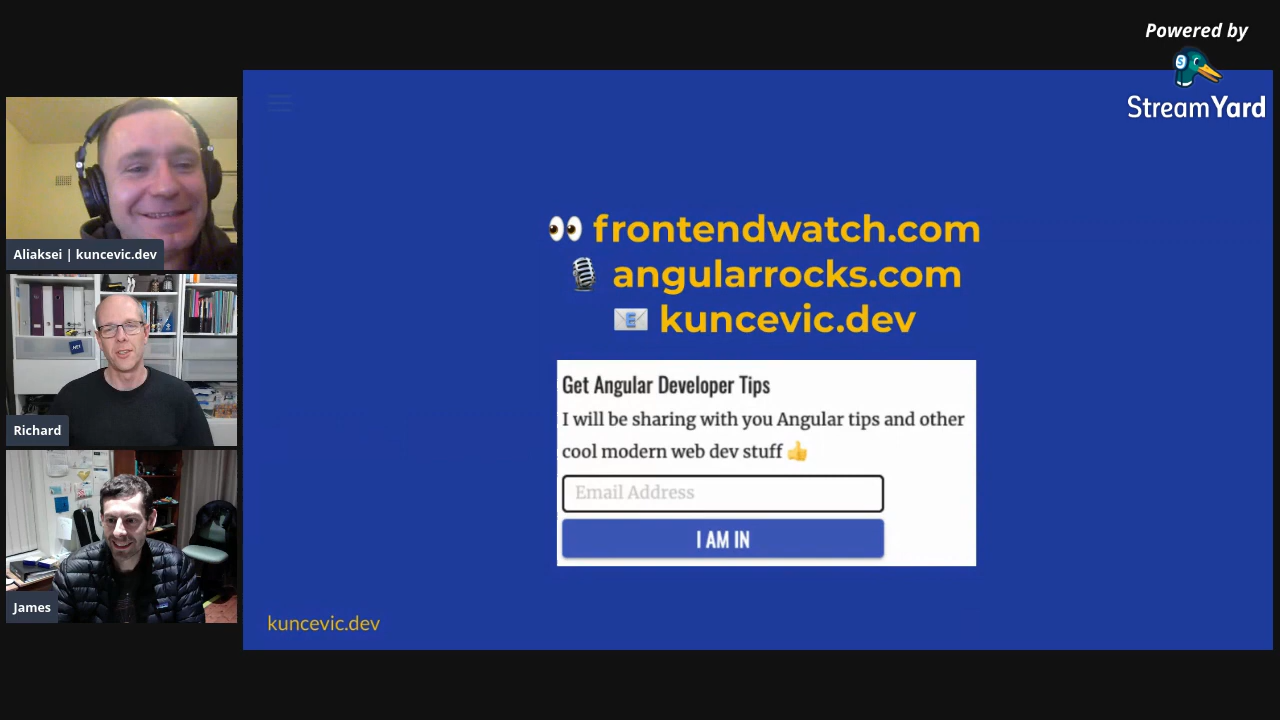 Powered by
StreamYard
frontendwatch.com
angularrocks.com
kuncevic.dev
Get Angular Developer Tips
I will be sharing with you Angular tips and other
cool modern web dev stuff 👍
Email Address
I AM IN
kuncevic.dev
Aliaksei | kuncevic.dev
.NET
Richard
James